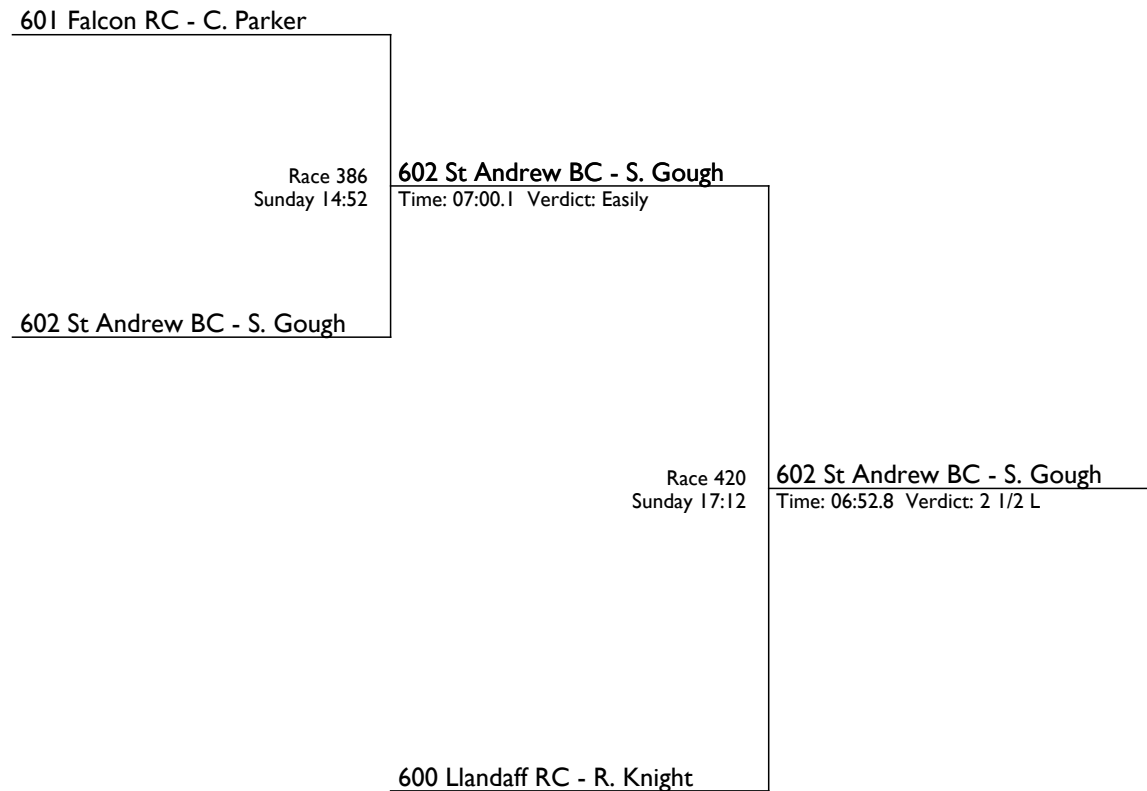 601 Falcon RC - C. Parker
Race 386
Sunday 14:52
602 St Andrew BC - S. Gough
Time: 07:00.1 Verdict: Easily
602 St Andrew BC - S. Gough
Race 420
Sunday 17:12
602 St Andrew BC - S. Gough
Time: 06:52.8 Verdict: 2 1/2 L
600 Llandaff RC - R. Knight